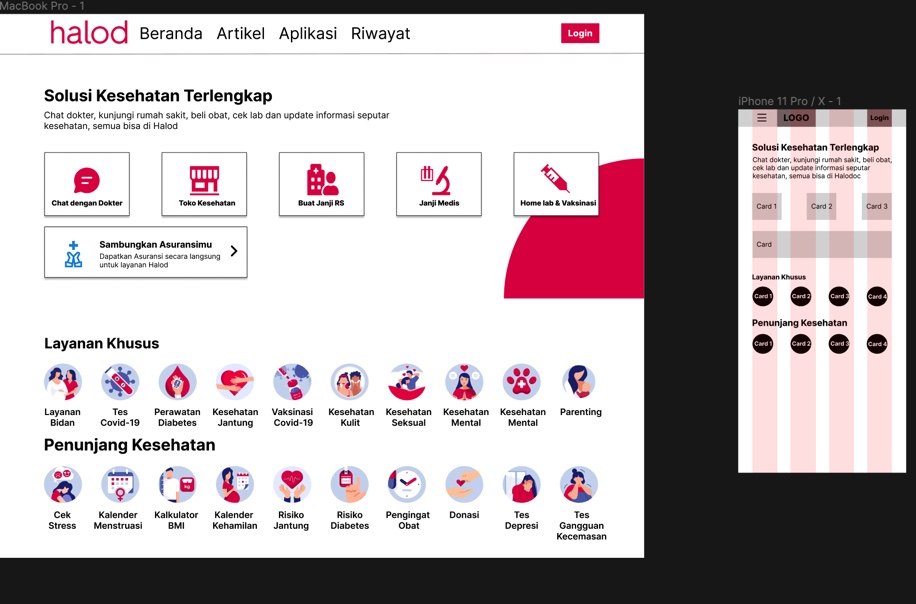 MacBook Pro - 1
halod
Beranda Artikel Aplikasi Riwayat
Login
Solusi Kesehatan Terlengkap
Chat dokter, kunjungi rumah sakit, beli obat, cek lab dan update informasi seputar
kesehatan, semua bisa di Halod
Chat dengan Dokter
Toko Kesehatan
Buat Janji RS
Janji Medis
Home lab & Vaksinasi
Sambungkan Asuransimu
Dapatkan Asuransi secara langsung
untuk layanan Halod
Layanan Khusus
Layanan
Bidan
Tes
Covid-19
Perawatan
Diabetes
Kesehatan
Jantung
Vaksinasi
Covid-19
Kesehatan
Kulit
Kesehatan
Seksual
Kesehatan
Mental
Kesehatan
Mental
Parenting
Penunjang Kesehatan
Cek
Stress
Kalender
Menstruasi
Kalkulator
BMI
Kalender
Kehamilan
Risiko
Jantung
Risiko
Diabetes
Pengingat
Obat
Donasi
Tes
Depresi
Tes
Gangguan
Kecemasan
iPhone 11 Pro / X - 1
LOGO
Login
Solusi Kesehatan Terlengkap
Chat dokter, kunjungi rumah sakit, beli obat,
cek lab dan update informasi seputar
kesehatan, semua bisa di Halodoc
Card 1
Card 2
Card 3
Card
Layanan Khusus
Card 1
Card 2
Card 3
Card 4
Penunjang Kesehatan
Card 1
Card 2
Card 3
Card 4